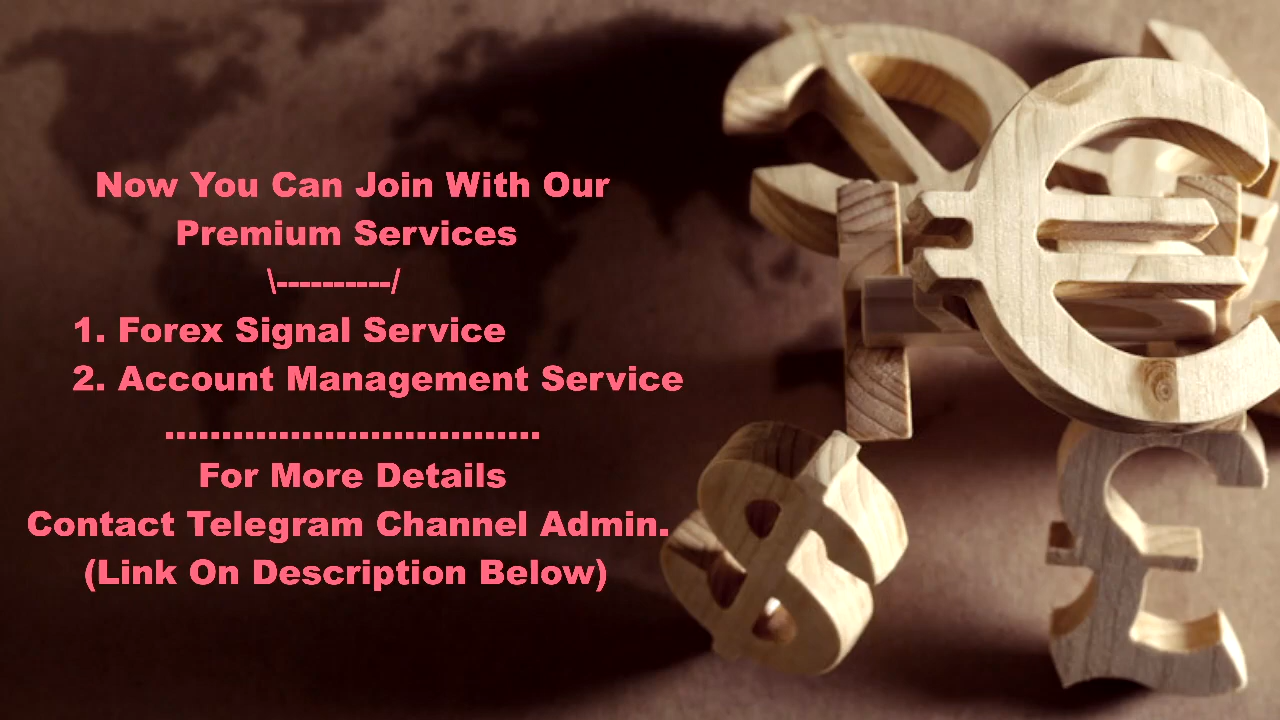 Now You Can Join With Our
Premium Services
\----------/
1. Forex Signal Service
2. Account Management Service
................................
For More Details
Contact Telegram Channel Admin.
(Link On Description Below)